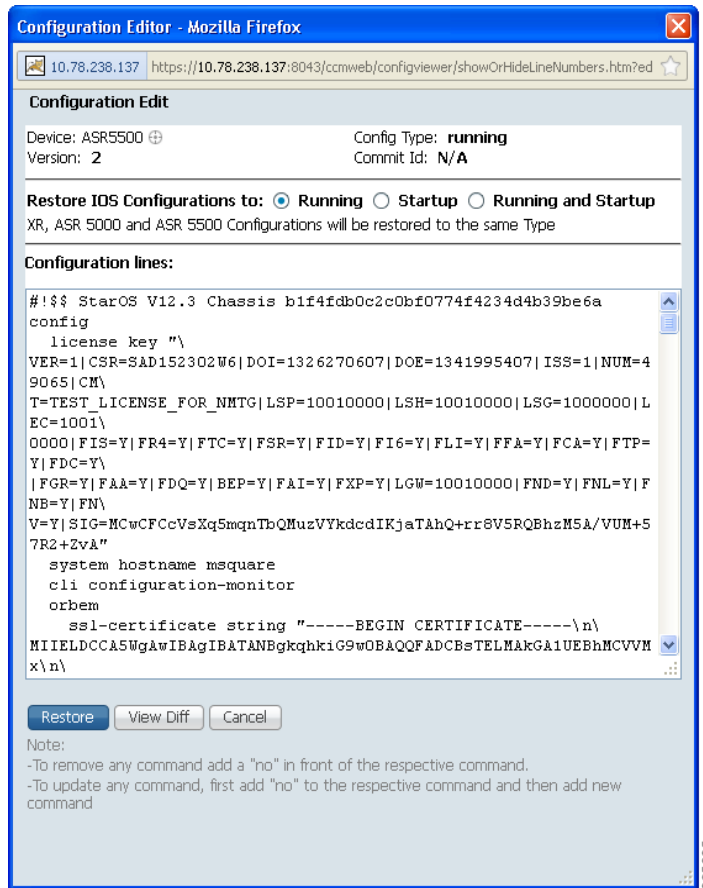 Configuration Editor - Mozilla Firefox
10.78.238.137 https://10.78.238.137:8043/ccmweb/configviewer/showOrHideLineNumbers.htm?ed
Configuration Edit
Device: ASR5500 Config Type: running
Version: 2 Commit Id: N/A
Restore IOS Configurations to: Running Startup Running and Startup
XR, ASR 5000 and ASR 5500 Configurations will be restored to the same Type
Configuration lines:
#!$$ StarOS V12.3 Chassis b1f4fdb0c2c0bf0774f4234d4b39be6a
config
license key "\
VER=1|CSR=SAD152302W6|DOI=1326270607|DOE=1341995407|ISS=1|NUM=4
9065|CM\
T=TEST_LICENSE_FOR_NMTG|LSP=10010000|LSH=10010000|LSG=1000000|L
EC=1001\
0000|FIS=Y|FR4=Y|FTC=Y|FSR=Y|FID=Y|FI6=Y|FLI=Y|FFA=Y|FCA=Y|FTP=
Y|FDC=Y\
|FGR=Y|FAA=Y|FDQ=Y|BEP=Y|FAI=Y|FXP=Y|LGW=10010000|FND=Y|FNL=Y|F
NB=Y|FN\
V=Y|SIG=MCwCFCcVsXq5mqnTbQMuzVYkdcdIKjaTAhQ+rr8V5RQBhzM5A/VUM+5
7R2+ZvA"
system hostname msquare
cli configuration-monitor
orbem
ssl-certificate string "-----BEGIN CERTIFICATE-----\n\
MIIELDCCA5WgAwIBAgIBATANBgkqhkiG9w0BAQQFADCBsTELMAkGA1UEBhMCVVM
x\n\
Restore View Diff Cancel
Note:
-To remove any command add a "no" in front of the respective command.
-To update any command, first add "no" to the respective command and then add new
command